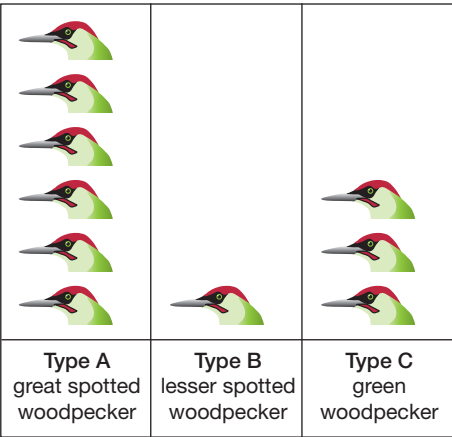 Type A
great spotted
woodpecker
Type B
lesser spotted
woodpecker
Type C
green
woodpecker